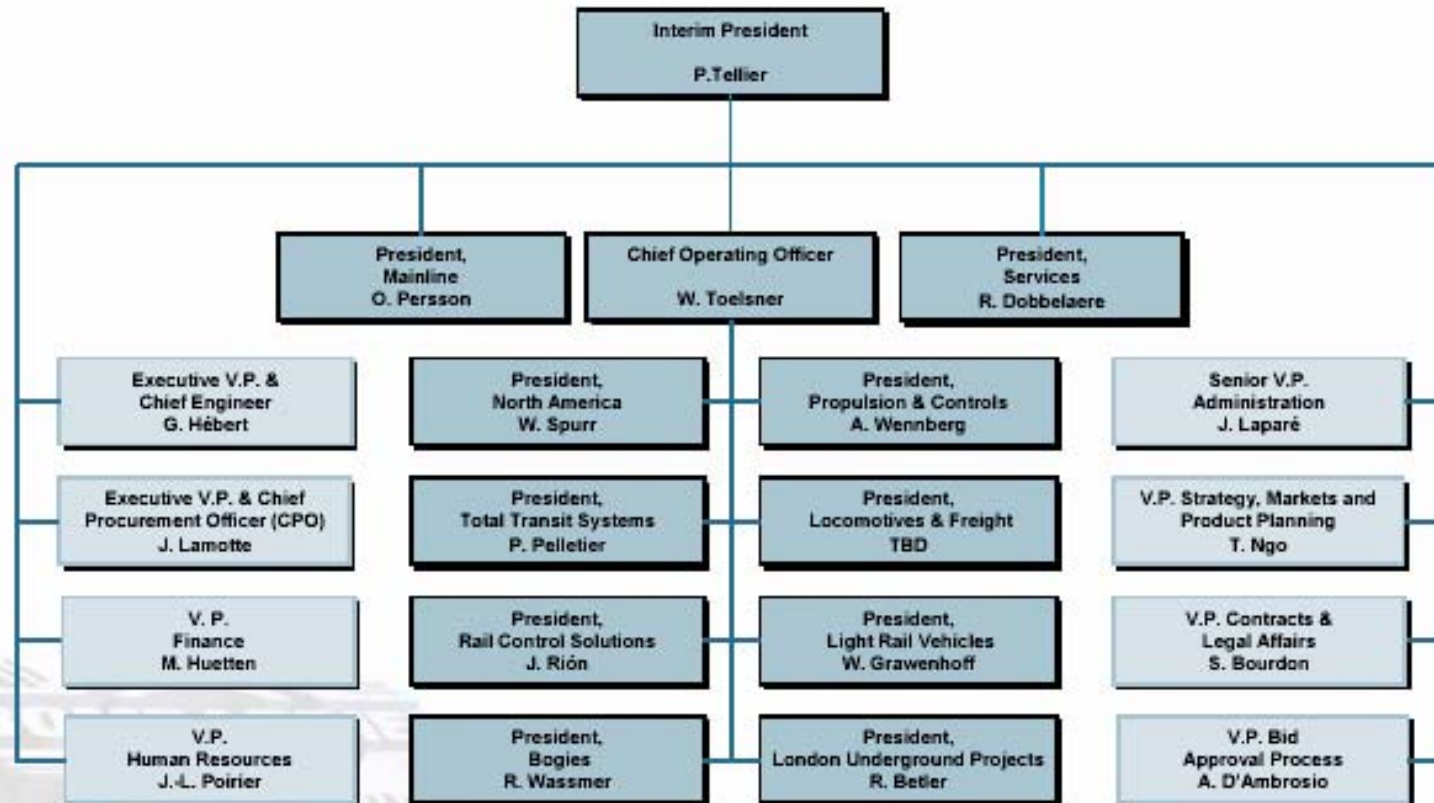 Interim President
P.Tellier
President,
Mainline
O. Persson
Chief Operating Officer
W. Toelsner
President,
Services
R. Dobbelaere
Executive V.P. &
Chief Engineer
G. Hébert
President,
North America
W. Spurr
President,
Propulsion & Controls
A. Wennberg
Senior V.P.
Administration
J. Laparé
Executive V.P. & Chief
Procurement Officer (CPO)
J. Lamotte
President,
Total Transit Systems
P. Pelletier
President,
Locomotives & Freight
TBD
V.P. Strategy, Markets and
Product Planning
T. Ngo
V. P.
Finance
M. Huetten
President,
Rail Control Solutions
J. Rión
President,
Light Rail Vehicles
W. Grawenhoff
V.P. Contracts &
Legal Affairs
S. Bourdon
V.P.
Human Resources
J.-L. Poirier
President,
Bogies
R. Wassmer
President,
London Underground Projects
R. Betler
V.P. Bid
Approval Process
A. D'Ambrosio